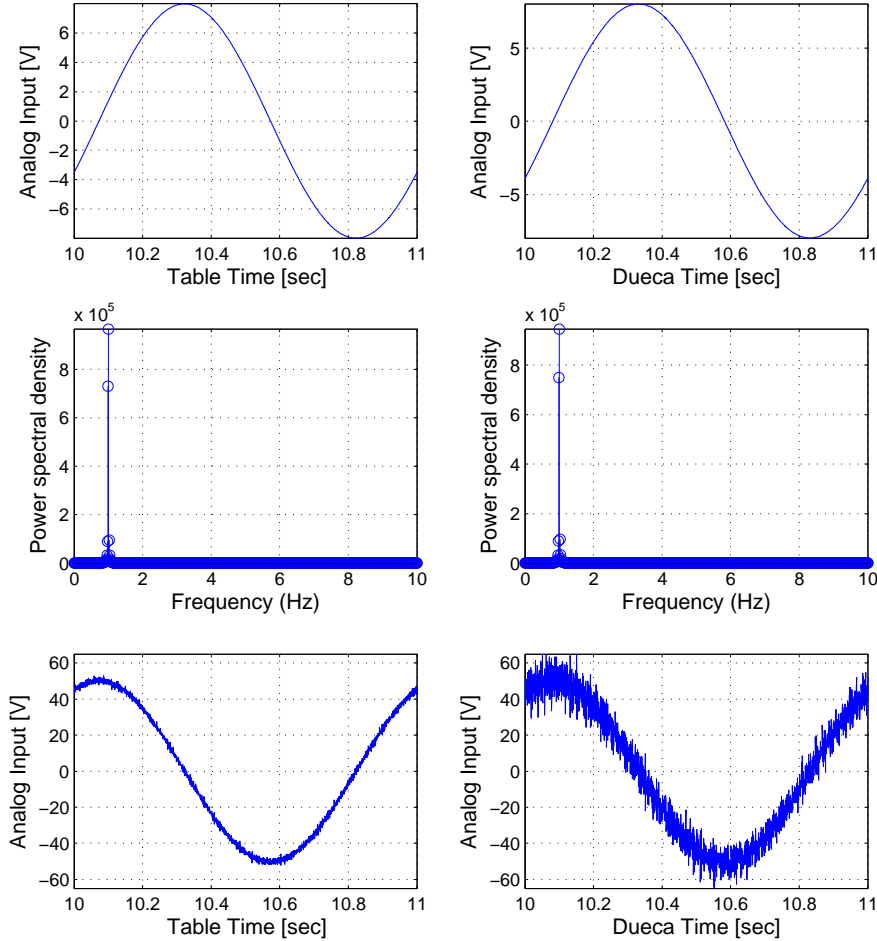 6
4
2
0
−2
−4
−6
Analog Input [V]
10 10.2 10.4 10.6 10.8 11
Table Time [sec]
5
0
−5
Analog Input [V]
10 10.2 10.4 10.6 10.8 11
Dueca Time [sec]
x 10^5
8
6
4
2
0
Power spectral density
0 2 4 6 8 10
Frequency (Hz)
x 10^5
8
6
4
2
0
Power spectral density
0 2 4 6 8 10
Frequency (Hz)
60
40
20
0
−20
−40
−60
Analog Input [V]
10 10.2 10.4 10.6 10.8 11
Table Time [sec]
60
40
20
0
−20
−40
−60
Analog Input [V]
10 10.2 10.4 10.6 10.8 11
Dueca Time [sec]